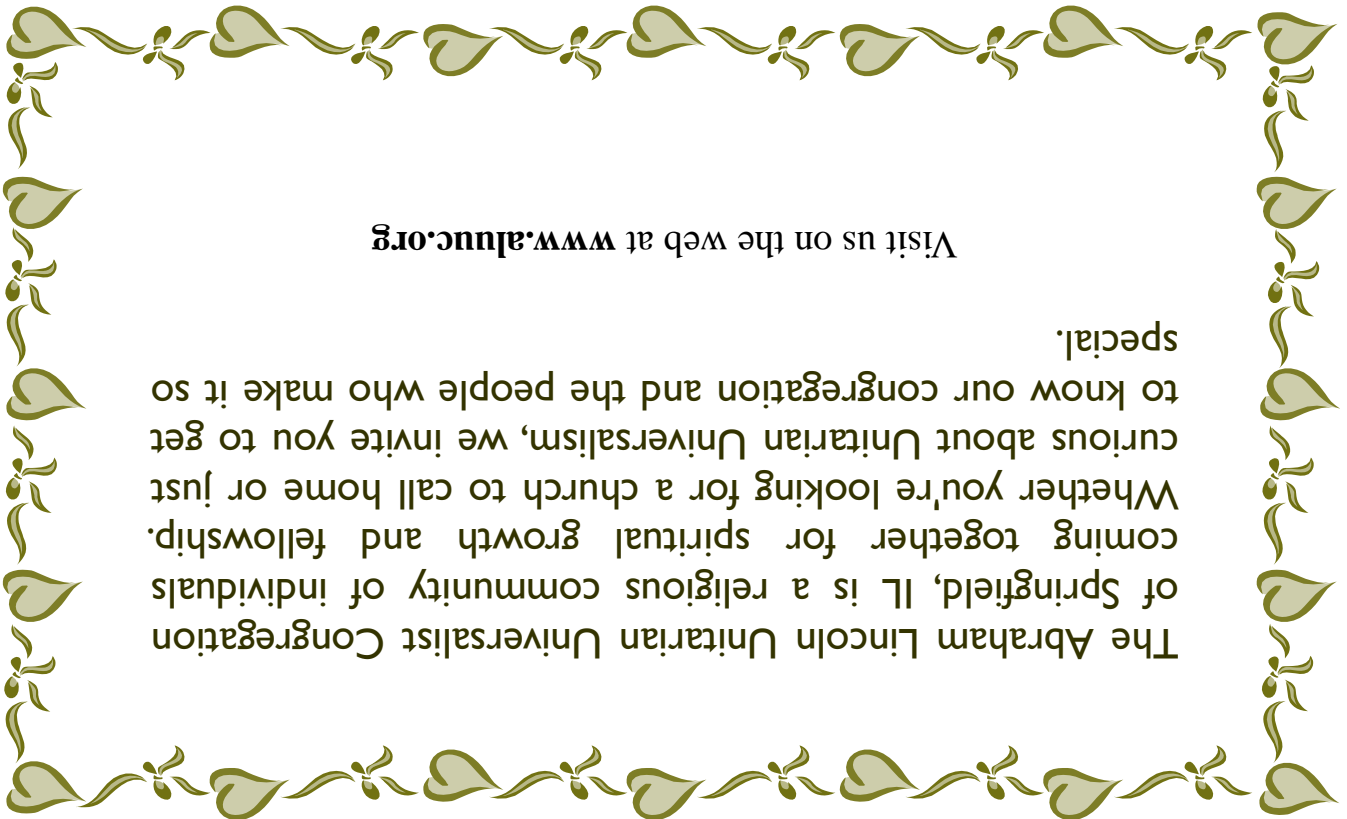 The Abraham Lincoln Unitarian Universalist Congregation
of Springfield, IL is a religious community of individuals
coming together for spiritual growth and fellowship.
Whether you're looking for a church to call home or just
curious about Unitarian Universalism, we invite you to get
to know our congregation and the people who make it so
special.
Visit us on the web at www.aluuc.org